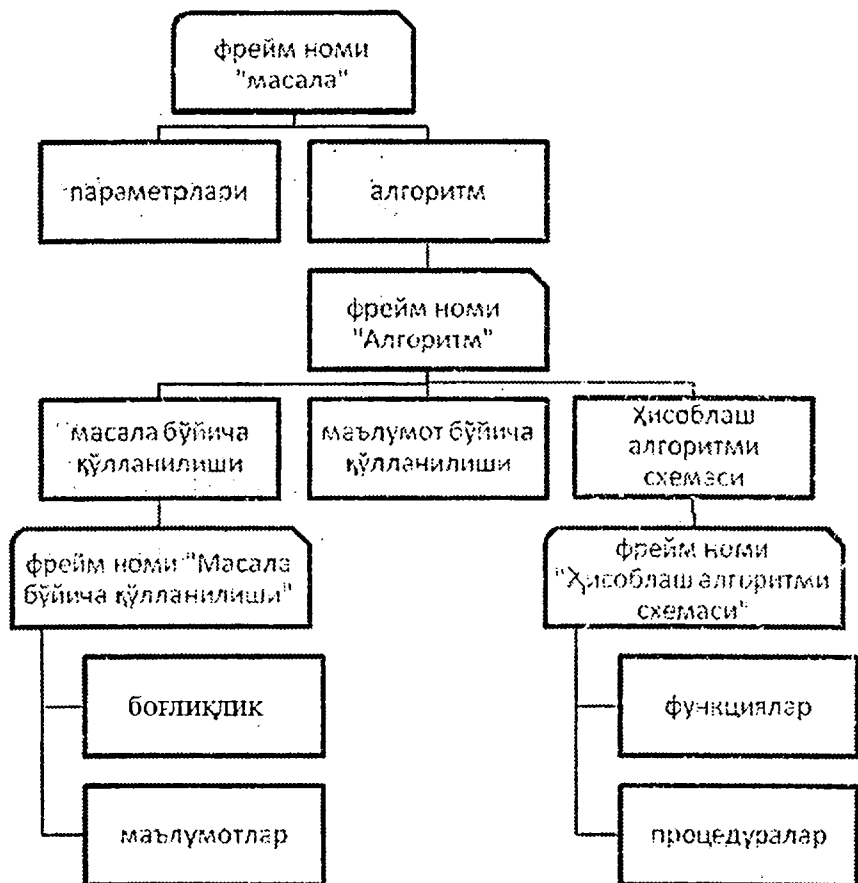 фрейм номи
"масала"
параметрлари
алгоритм
фрейм номи
"Алгоритм"
масала бўйича
қўлланилиши
маълумот бўйича
қўлланилиши
Ҳисоблаш
алгоритми
схемаси
фрейм номи "Масала
бўйича қўлланилиши"
фрейм номи
"Ҳисоблаш алгоритми
схемаси"
боғлиқлик
функциялар
маълумотлар
процедуралар